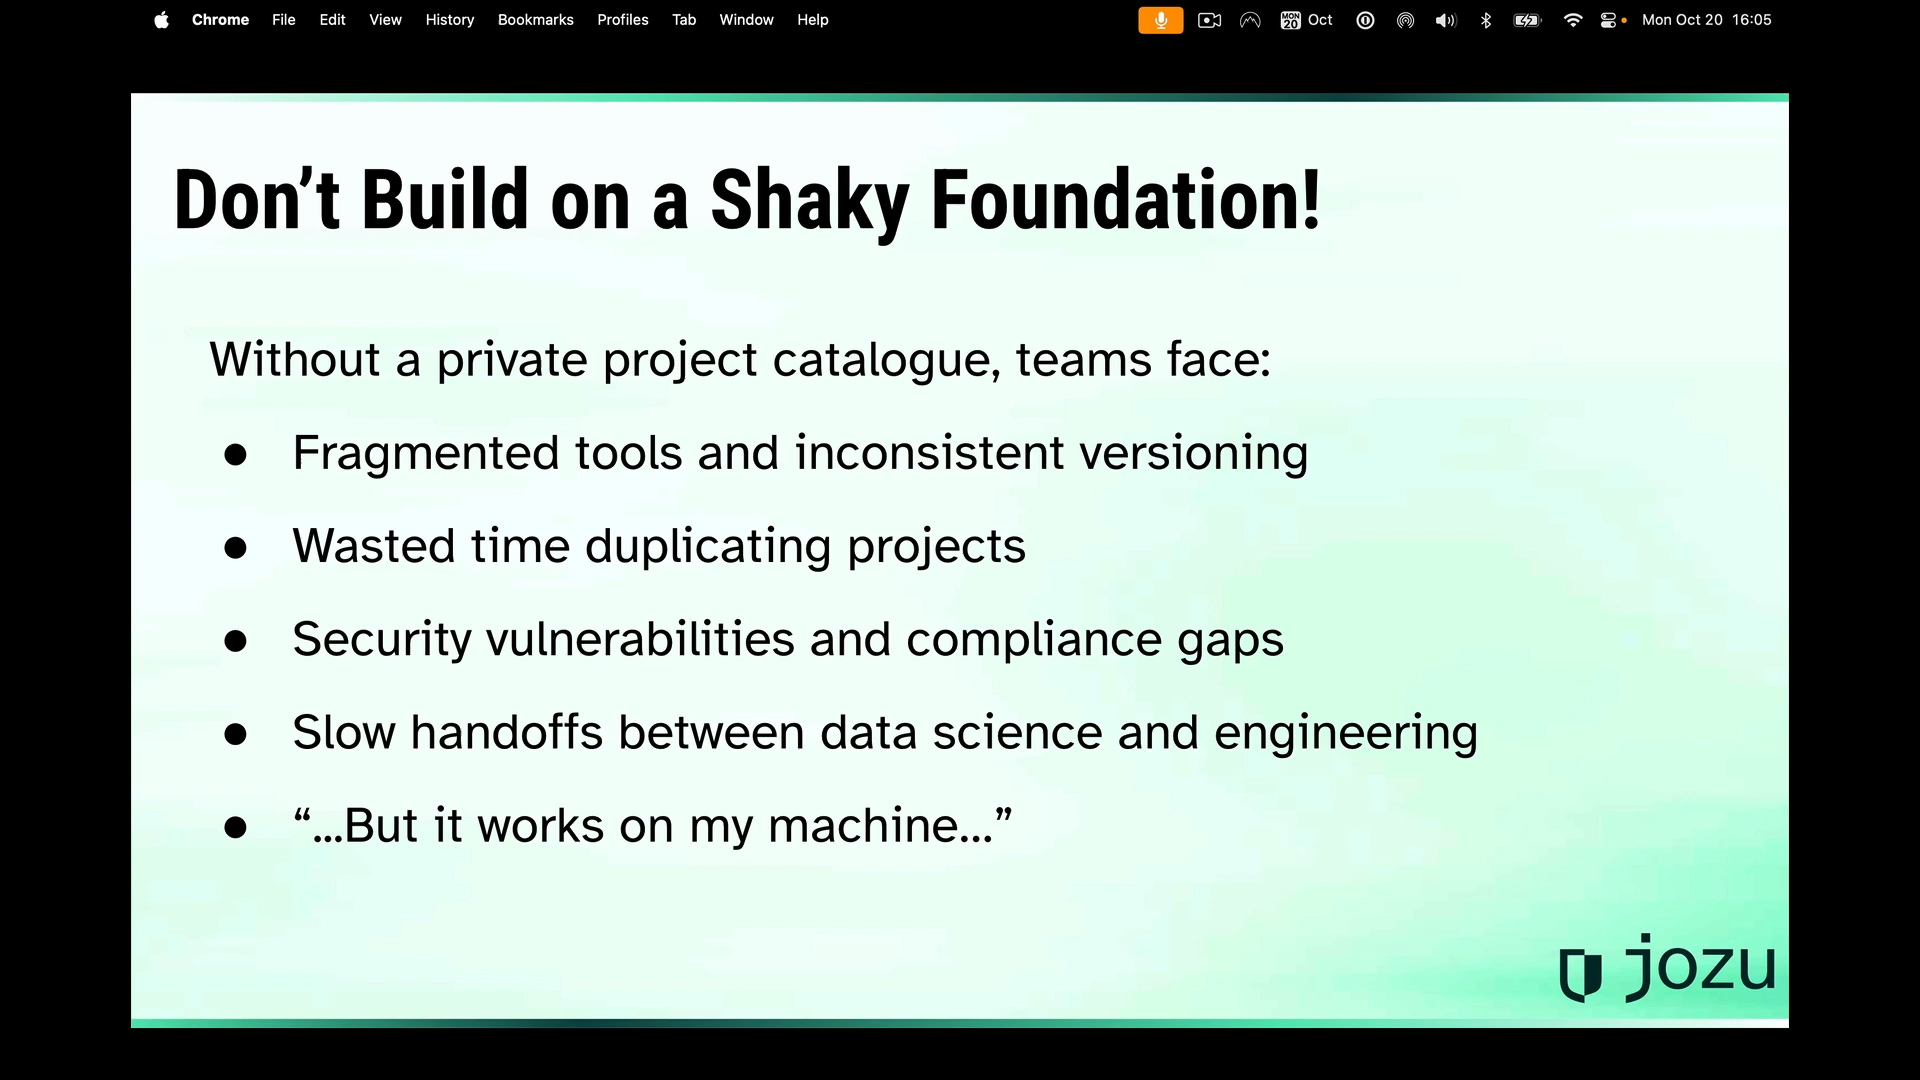 Chrome File Edit View History Bookmarks Profiles Tab Window Help MON 20 Oct Mon Oct 20 16:05
Don’t Build on a Shaky Foundation!
Without a private project catalogue, teams face:
● Fragmented tools and inconsistent versioning
● Wasted time duplicating projects
● Security vulnerabilities and compliance gaps
● Slow handoffs between data science and engineering
● “...But it works on my machine...”
jozu